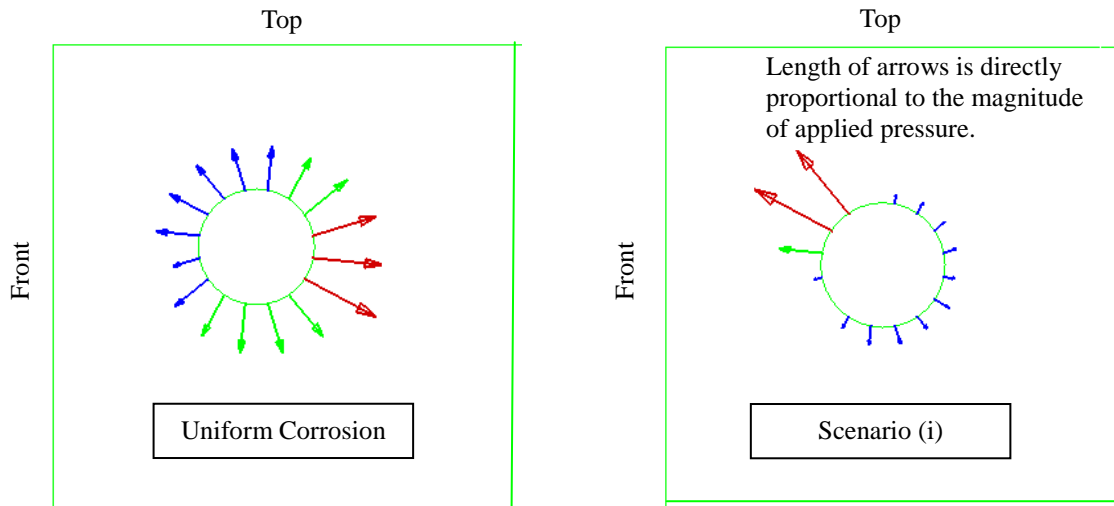 Top
Front
Uniform Corrosion
Top
Length of arrows is directly
proportional to the magnitude
of applied pressure.
Front
Scenario (i)